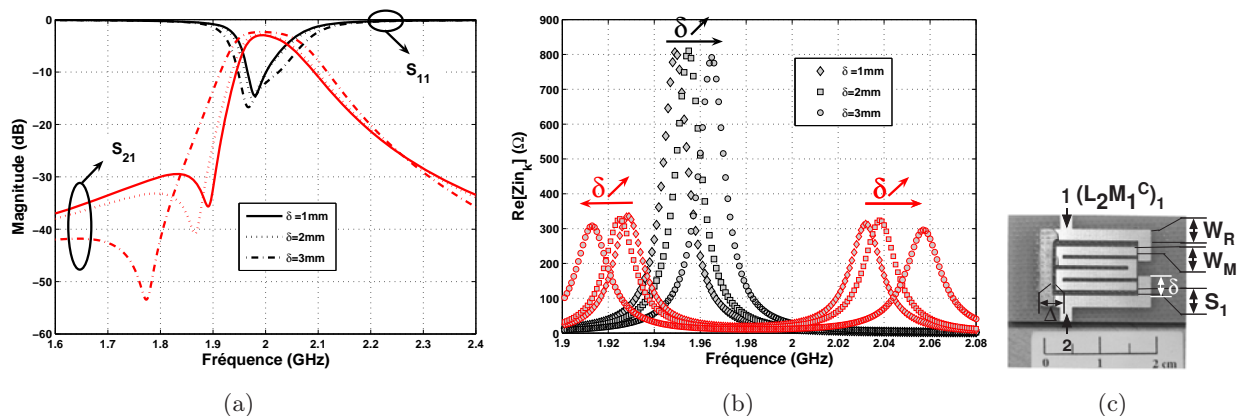 0
−10
−20
−30
−40
−50
−60
1.6 1.7 1.8 1.9 2 2.1 2.2 2.3 2.4
Magnitude (dB)
Fréquence (GHz)
S11
S21
δ =1mm
δ=2mm
δ=3mm
(a)
900
800
700
600
500
400
300
200
100
0
1.9 1.92 1.94 1.96 1.98 2 2.02 2.04 2.06 2.08
Re[Zin_k] (Ω)
Fréquence (GHz)
δ
δ
δ
δ =1mm
δ=2mm
δ=3mm
(b)
1 (L2M1^C)1
WR
WM
δ
S1
Δ
2
0 1 2 cm
(c)